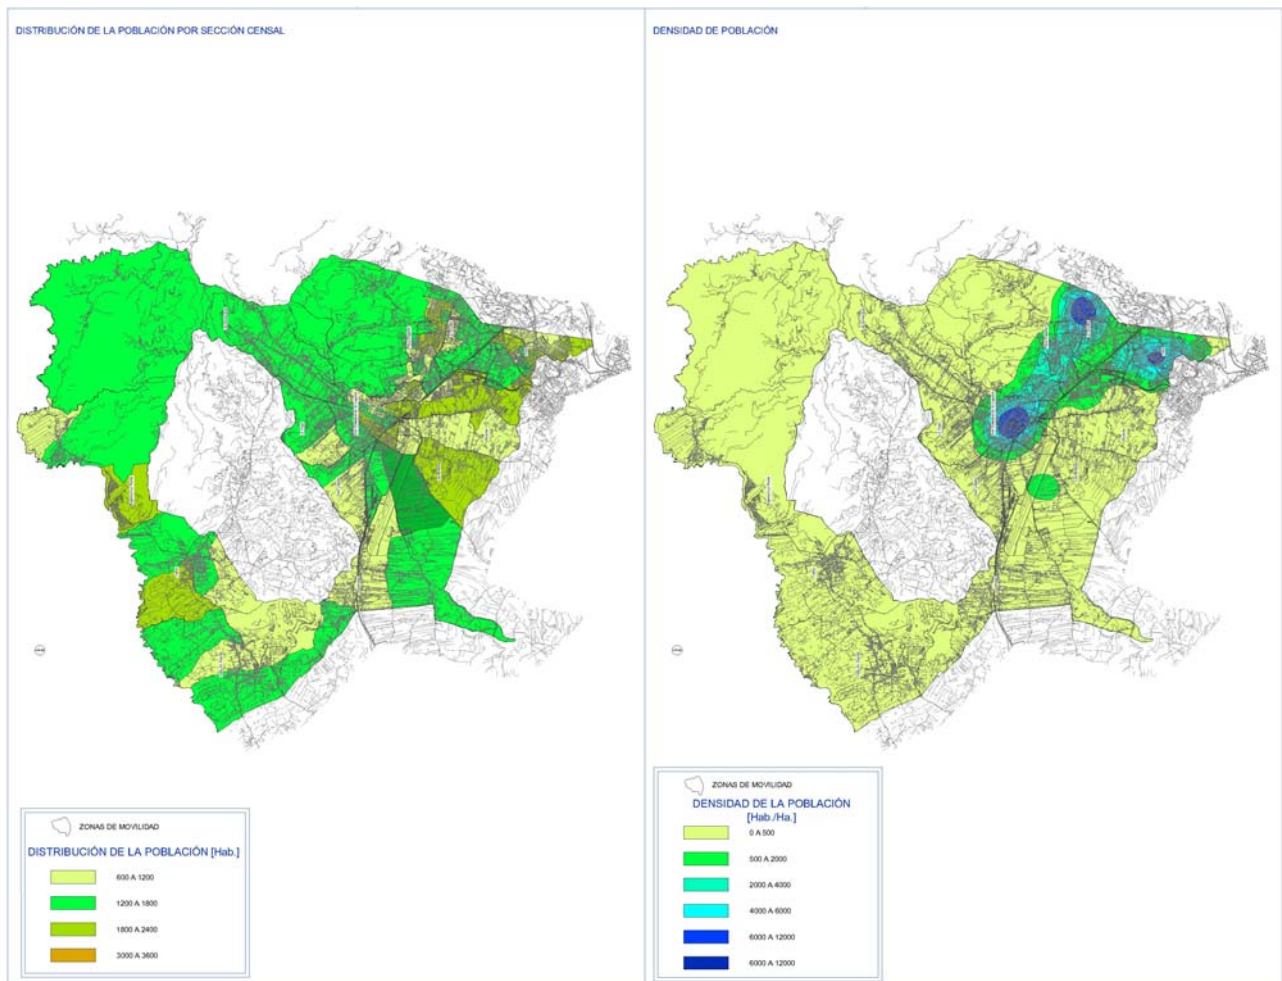 DISTRIBUCIÓN DE LA POBLACIÓN POR SECCIÓN CENSAL
ZONAS DE MOVILIDAD
DISTRIBUCIÓN DE LA POBLACIÓN [Hab.]
600 A 1200
1200 A 1800
1800 A 2400
3000 A 3600
DENSIDAD DE POBLACIÓN
ZONAS DE MOVILIDAD
DENSIDAD DE LA POBLACIÓN
[Hab./Ha.]
0 A 500
500 A 2000
2000 A 4000
4000 A 6000
6000 A 12000
6000 A 12000